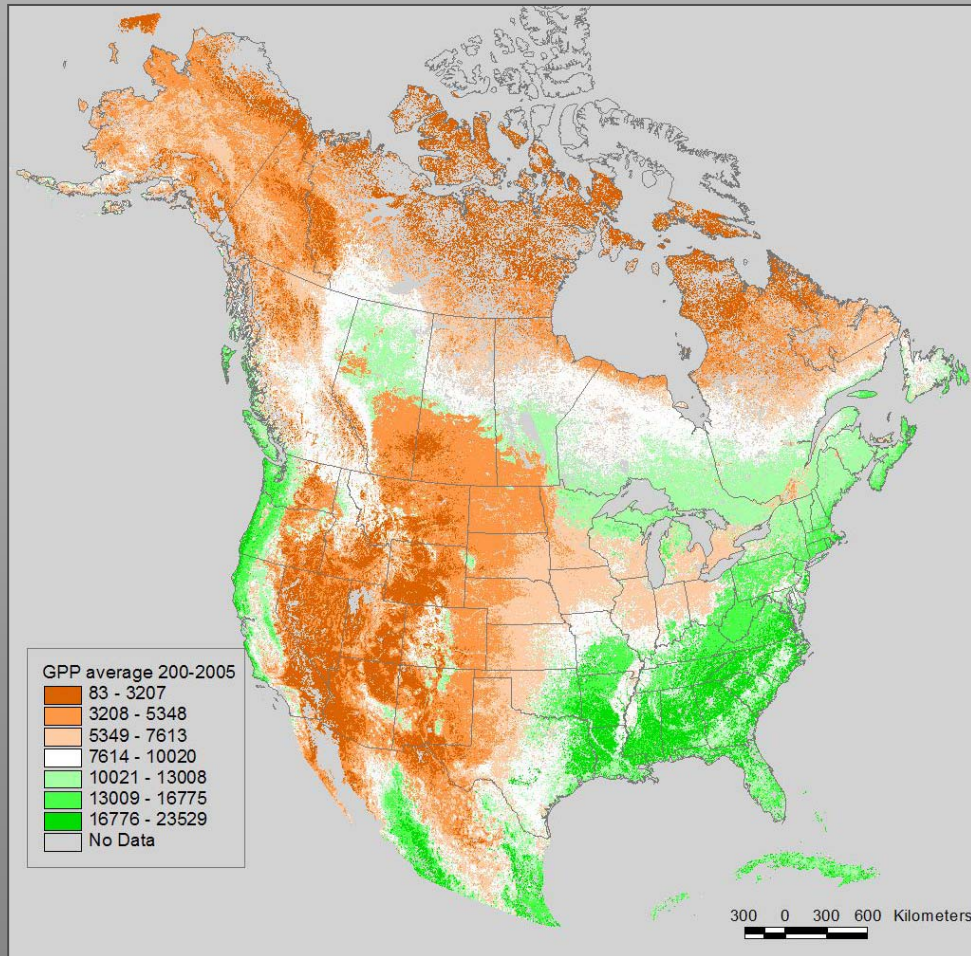 GPP average 200-2005
83 - 3207
3208 - 5348
5349 - 7613
7614 - 10020
10021 - 13008
13009 - 16775
16776 - 23529
No Data
300 0 300 600 Kilometers